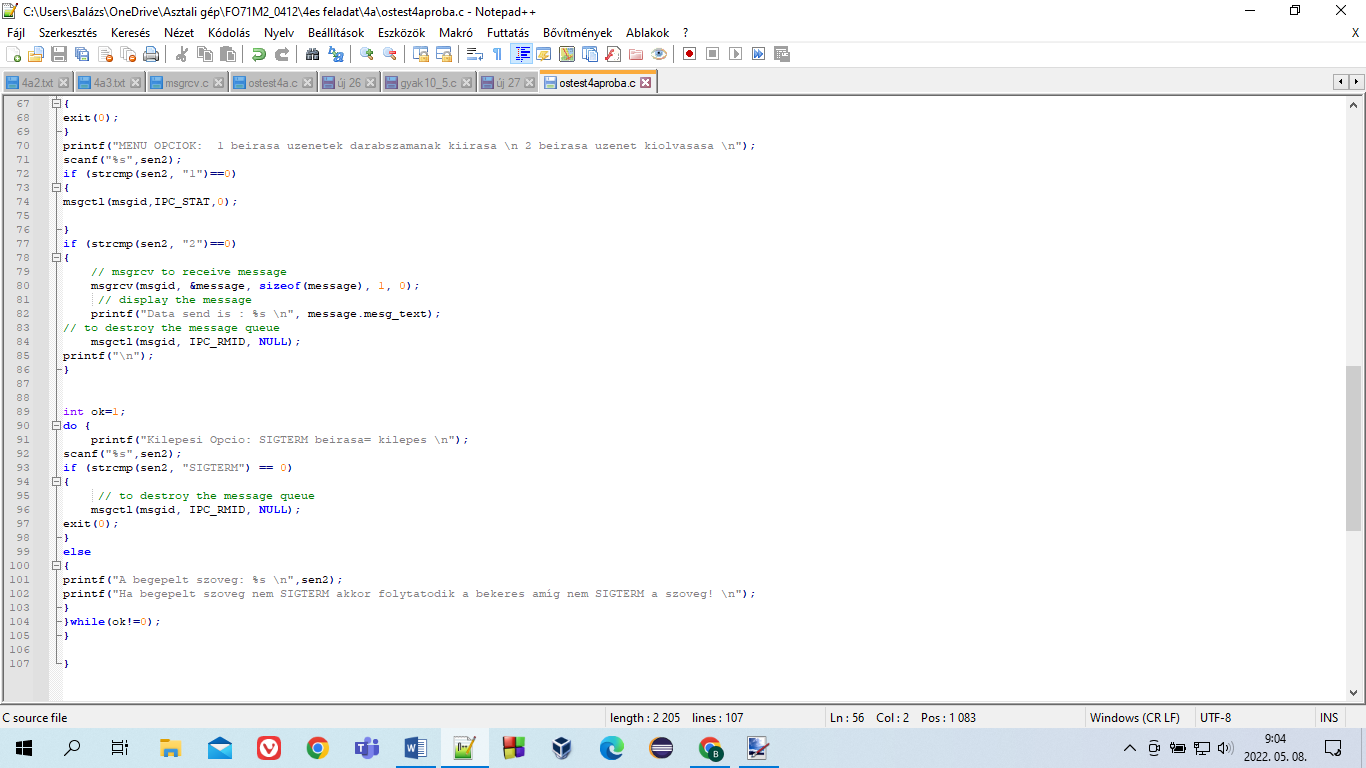 C:\Users\Balázs\OneDrive\Asztali gép\FO71M2_0412\4es feladat\4a\ostest4aproba.c - Notepad++
Fájl Szerkesztés Keresés Nézet Kódolás Nyelv Beállítások Eszközök Makró Futtatás Bővítmények Ablakok ? X
4a2.txt 4a3.txt msgrcv.c ostest4a.c új 26 gyak10_5.c új 27 ostest4aproba.c
67 {
68 exit(0);
69 }
70 printf("MENU OPCIOK:  1 beirasa uzenetek darabszamanak kiirasa \n 2 beirasa uzenet kiolvasasa \n");
71 scanf("%s",sen2);
72 if (strcmp(sen2, "1")==0)
73 {
74 msgctl(msgid,IPC_STAT,0);
75
76 }
77 if (strcmp(sen2, "2")==0)
78 {
79     // msgrcv to receive message
80     msgrcv(msgid, &message, sizeof(message), 1, 0);
81      // display the message
82     printf("Data send is : %s \n", message.mesg_text);
83 // to destroy the message queue
84     msgctl(msgid, IPC_RMID, NULL);
85 printf("\n");
86 }
87
88
89 int ok=1;
90 do {
91     printf("Kilepesi Opcio: SIGTERM beirasa= kilepes \n");
92 scanf("%s",sen2);
93 if (strcmp(sen2, "SIGTERM") == 0)
94 {
95      // to destroy the message queue
96     msgctl(msgid, IPC_RMID, NULL);
97 exit(0);
98 }
99 else
100 {
101 printf("A begepelt szoveg: %s \n",sen2);
102 printf("Ha begepelt szoveg nem SIGTERM akkor folytatodik a bekeres amíg nem SIGTERM a szoveg! \n");
103 }
104 }while(ok!=0);
105 }
106
107 }
C source file length : 2 205 lines : 107 Ln : 56 Col : 2 Pos : 1 083 Windows (CR LF) UTF-8 INS
9:04
2022. 05. 08.